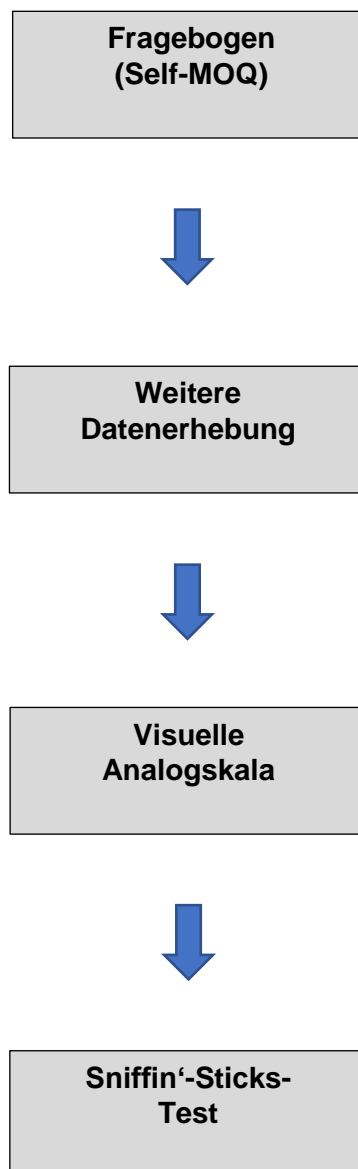 Fragebogen
(Self-MOQ)
Weitere
Datenerhebung
Visuelle
Analogskala
Sniffin‘-Sticks-
Test